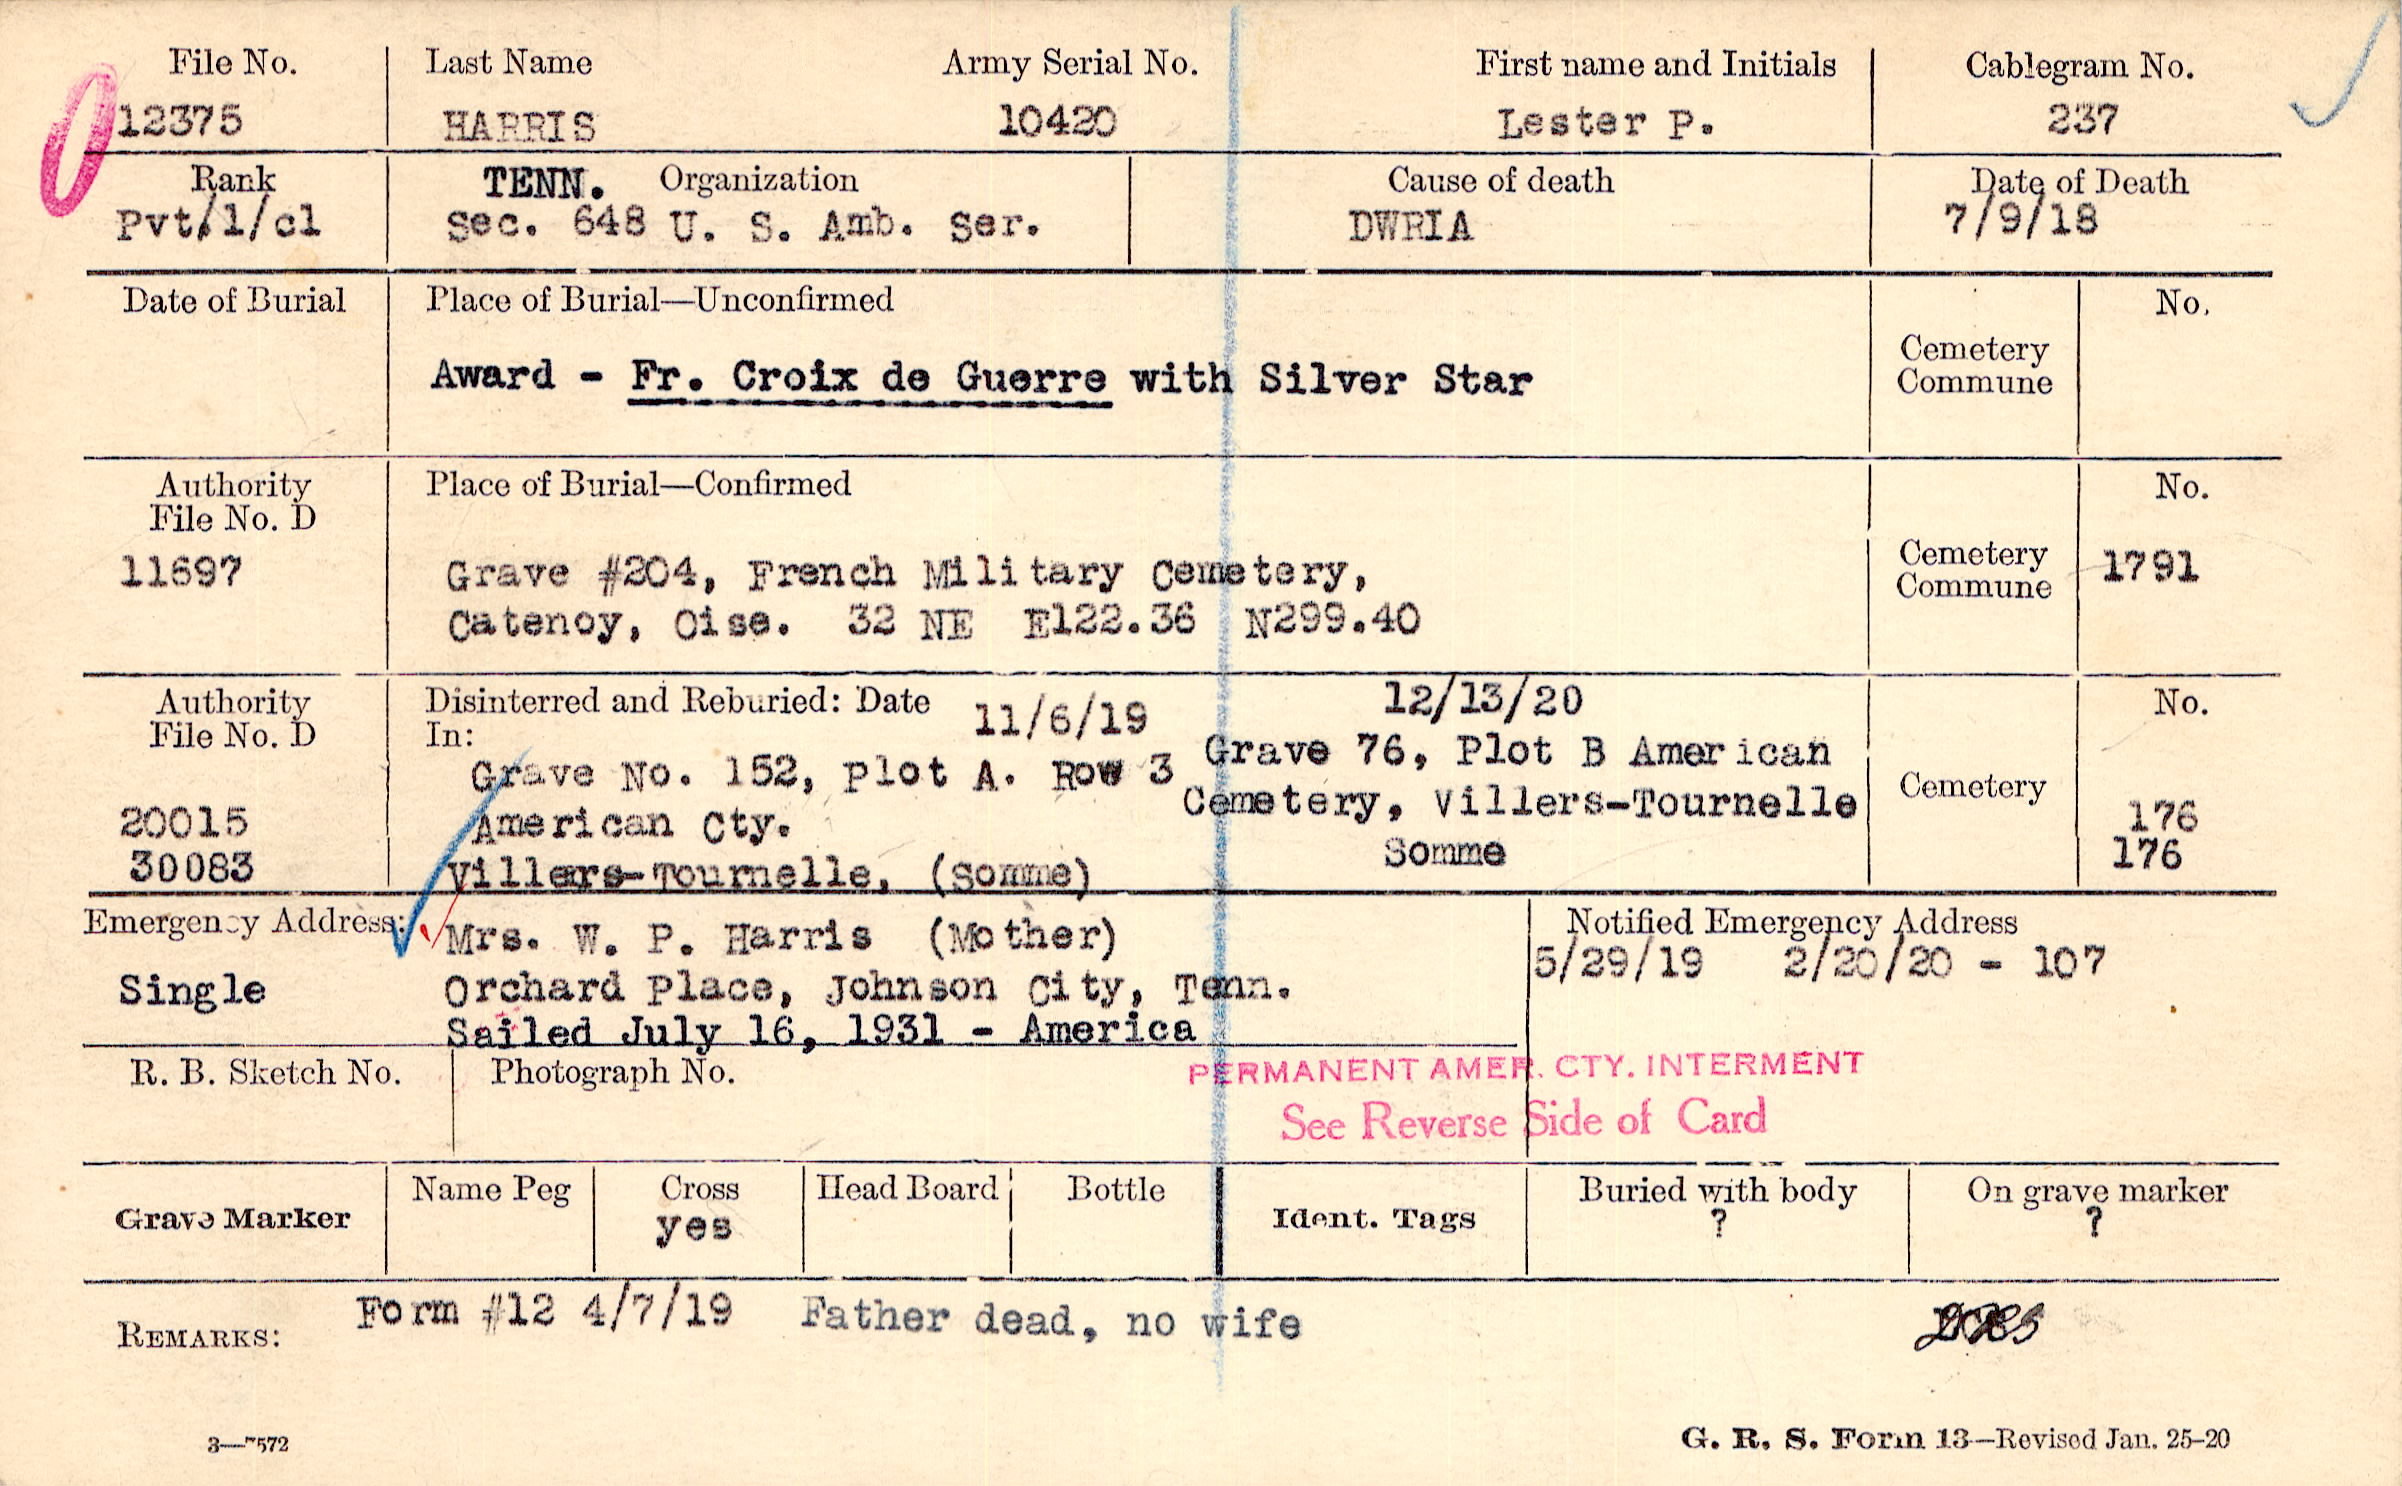 File No. Last Name Army Serial No. First name and Initials Cablegram No.
12375 HARRIS 10420 Lester P. 237
Rank TENN. Organization Cause of death Date of Death
Pvt/1/cl Sec. 648 U. S. Amb. Ser. DWRIA 7/9/18
Date of Burial Place of Burial—Unconfirmed No.
Cemetery
Commune
Award - Fr. Croix de Guerre with Silver Star
Authority Place of Burial—Confirmed No.
File No. D
11697 Grave #204, French Military Cemetery, Cemetery 1791
Commune
Catenoy, Oise. 32 NE E122.36 N299.40
Authority Disinterred and Reburied: Date 11/6/19 12/13/20 No.
File No. D In:
Grave No. 152, Plot A. Row 3 Grave 76, Plot B American
Cemetery
20015 American Cty. Cemetery, Villers-Tournelle 176
30083 Villers-Tournelle, (Somme) Somme 176
Emergency Address: Mrs. W. P. Harris (Mother) Notified Emergency Address
5/29/19 2/20/20 - 107
Single Orchard Place, Johnson City, Tenn.
Sailed July 16, 1931 - America
R. B. Sketch No. Photograph No. PERMANENT AMER. CTY. INTERMENT
See Reverse Side of Card
Grave Marker Name Peg Cross Head Board Bottle Ident. Tags Buried with body On grave marker
yes ? ?
REMARKS: Form #12 4/7/19 Father dead, no wife
3—7572 G. R. S. Form 13—Revised Jan. 25-20